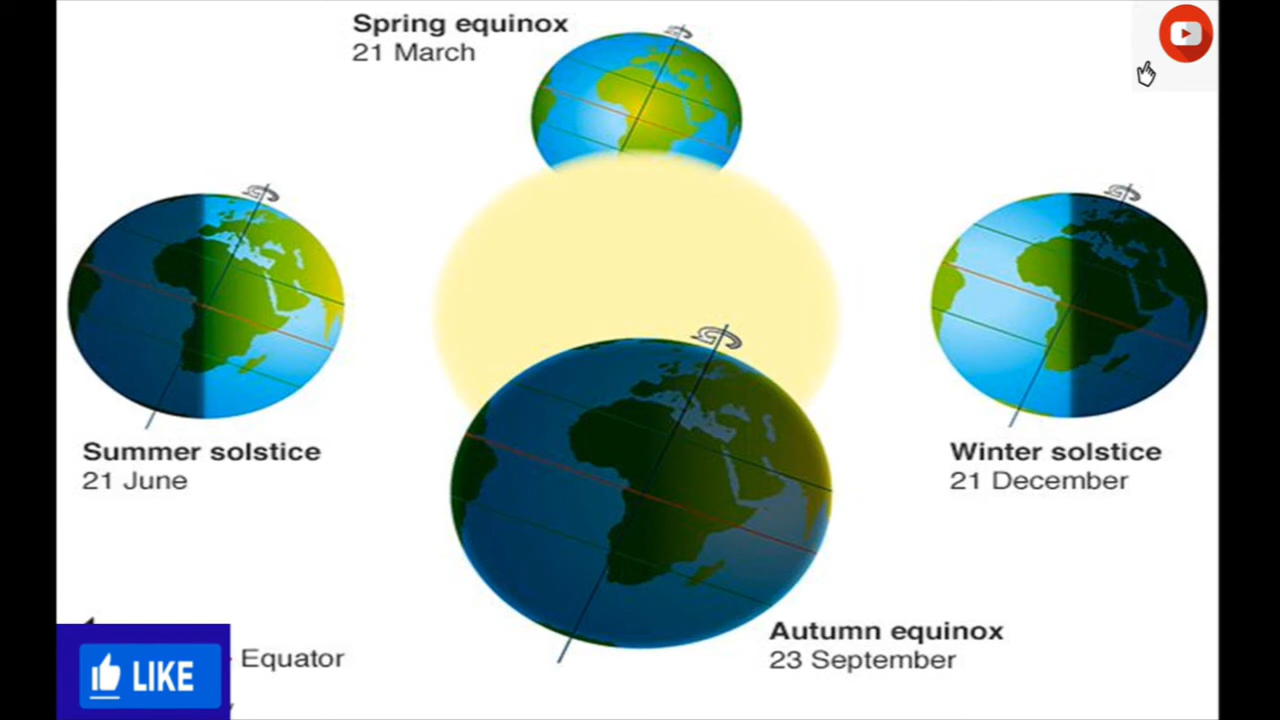 Spring equinox
21 March
Summer solstice
21 June
Winter solstice
21 December
Autumn equinox
23 September
Equator
LIKE